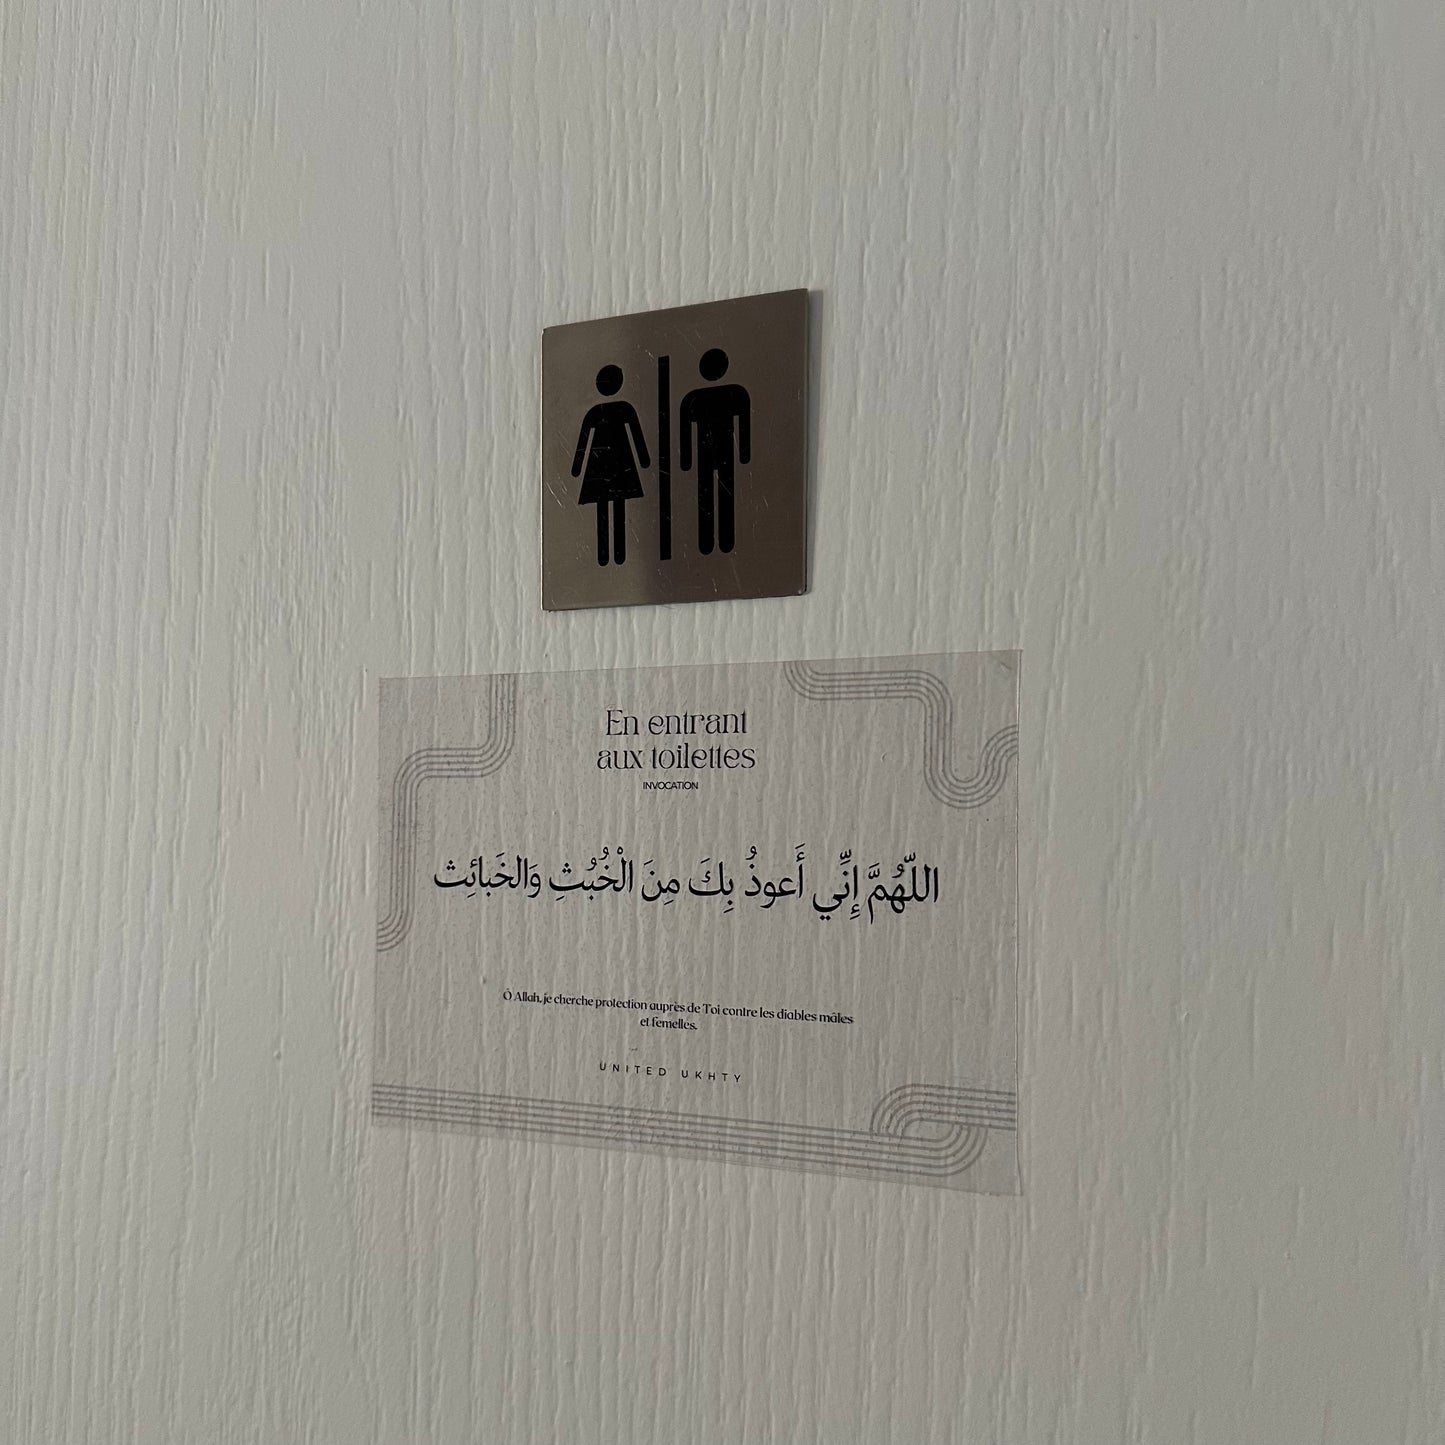 En entrant
aux toilettes
INVOCATION
اللّهُمَّ إِنِّي أَعوذُ بِكَ مِنَ الْخُبُثِ وَالخَبائِث
Ô Allah, je cherche protection auprès de Toi contre les diables mâles
et femelles.
UNITED UKHTY